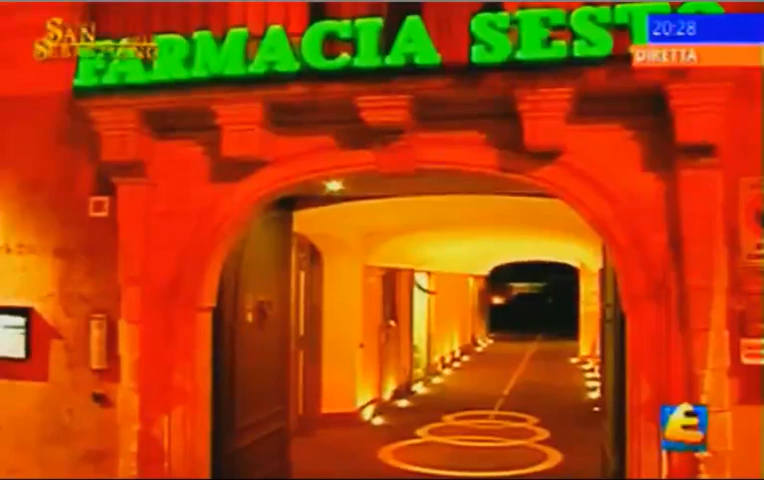 SAN
SEBASTIANO
FARMACIA SESTO
20:28
DIRETTA
E